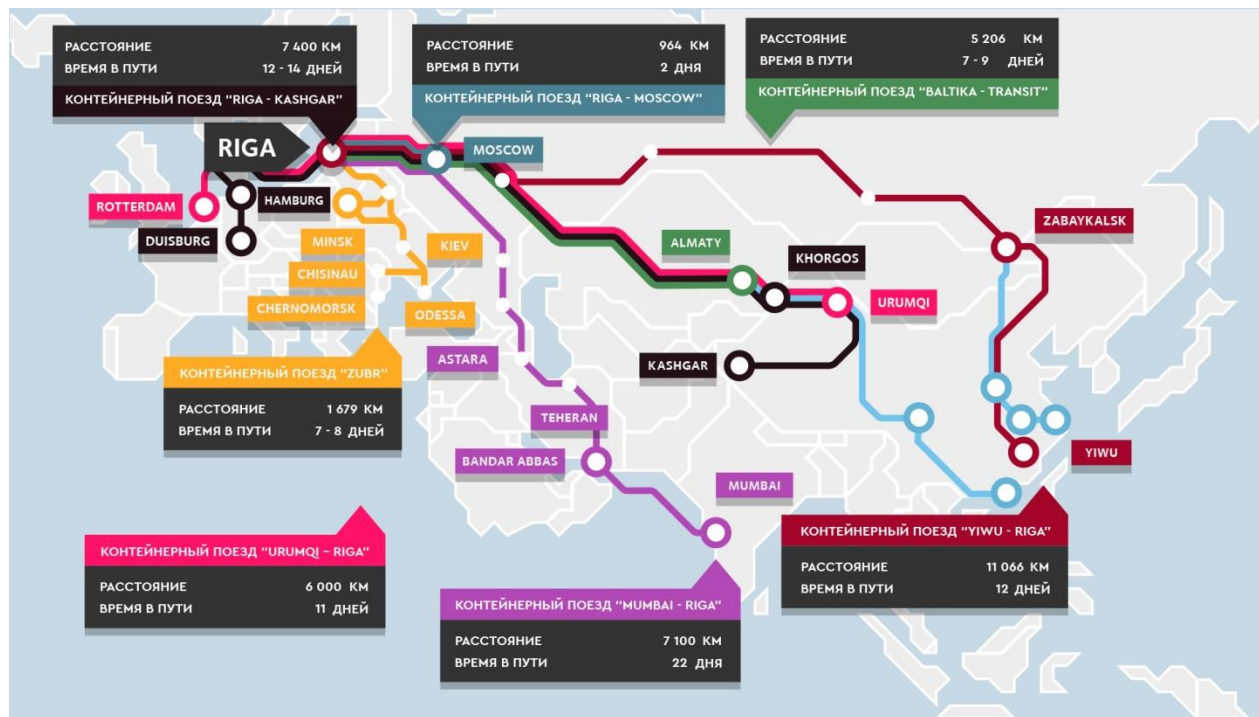 РАССТОЯНИЕ 7 400 КМ
ВРЕМЯ В ПУТИ 12 - 14 ДНЕЙ
КОНТЕЙНЕРНЫЙ ПОЕЗД "RIGA - KASHGAR"
РАССТОЯНИЕ 964 КМ
ВРЕМЯ В ПУТИ 2 ДНЯ
КОНТЕЙНЕРНЫЙ ПОЕЗД "RIGA - MOSCOW"
РАССТОЯНИЕ 5 206 КМ
ВРЕМЯ В ПУТИ 7 - 9 ДНЕЙ
КОНТЕЙНЕРНЫЙ ПОЕЗД "BALTIKA - TRANSIT"
RIGA
MOSCOW
ROTTERDAM
HAMBURG
DUISBURG
MINSK
KIEV
CHISINAU
CHERNOMORSK
ODESSA
ALMATY
KHORGOS
URUMQI
KASHGAR
ZABAYKALSK
YIWU
ASTARA
TEHERAN
BANDAR ABBAS
MUMBAI
КОНТЕЙНЕРНЫЙ ПОЕЗД "ZUBR"
РАССТОЯНИЕ 1 679 КМ
ВРЕМЯ В ПУТИ 7 - 8 ДНЕЙ
КОНТЕЙНЕРНЫЙ ПОЕЗД "URUMQI – RIGA"
РАССТОЯНИЕ 6 000 КМ
ВРЕМЯ В ПУТИ 11 ДНЕЙ
КОНТЕЙНЕРНЫЙ ПОЕЗД "MUMBAI - RIGA"
РАССТОЯНИЕ 7 100 КМ
ВРЕМЯ В ПУТИ 22 ДНЯ
КОНТЕЙНЕРНЫЙ ПОЕЗД "YIWU - RIGA"
РАССТОЯНИЕ 11 066 КМ
ВРЕМЯ В ПУТИ 12 ДНЕЙ